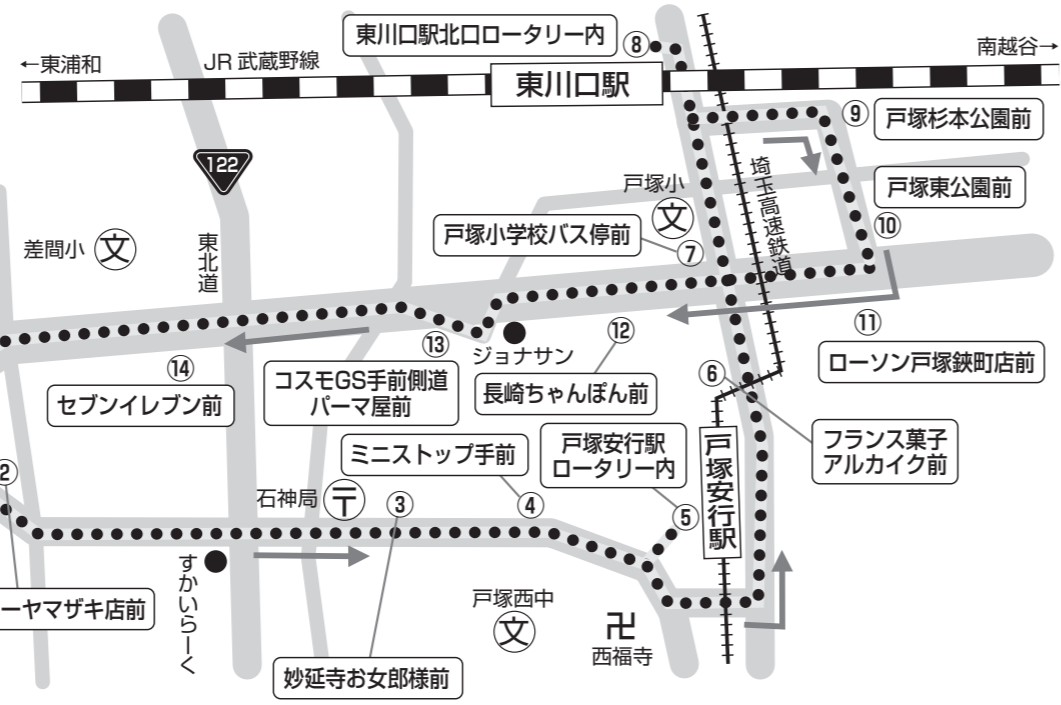 東川口駅北口ロータリー内
⑧
←東浦和
JR 武蔵野線
東川口駅
南越谷→
⑨
戸塚杉本公園前
122
戸塚小
文
埼玉高速鉄道
戸塚東公園前
⑩
差間小
文
東北道
戸塚小学校バス停前
⑦
⑪
ローソン戸塚鋏町店前
⑫
長崎ちゃんぽん前
ジョナサン
⑬
コスモGS手前側道
パーマ屋前
⑭
セブンイレブン前
⑥
フランス菓子
アルカイク前
戸塚安行駅
ロータリー内
⑤
戸塚安行駅
ミニストップ手前
④
石神局
〒
③
妙延寺お女郎様前
すかいらーく
戸塚西中
文
卍
西福寺
ーヤマザキ店前